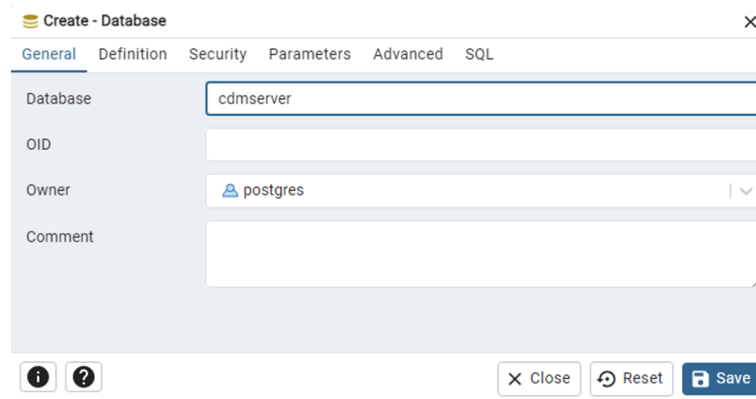 Create - Database
General Definition Security Parameters Advanced SQL
Database cdmserver
OID
Owner postgres
Comment
Close Reset Save